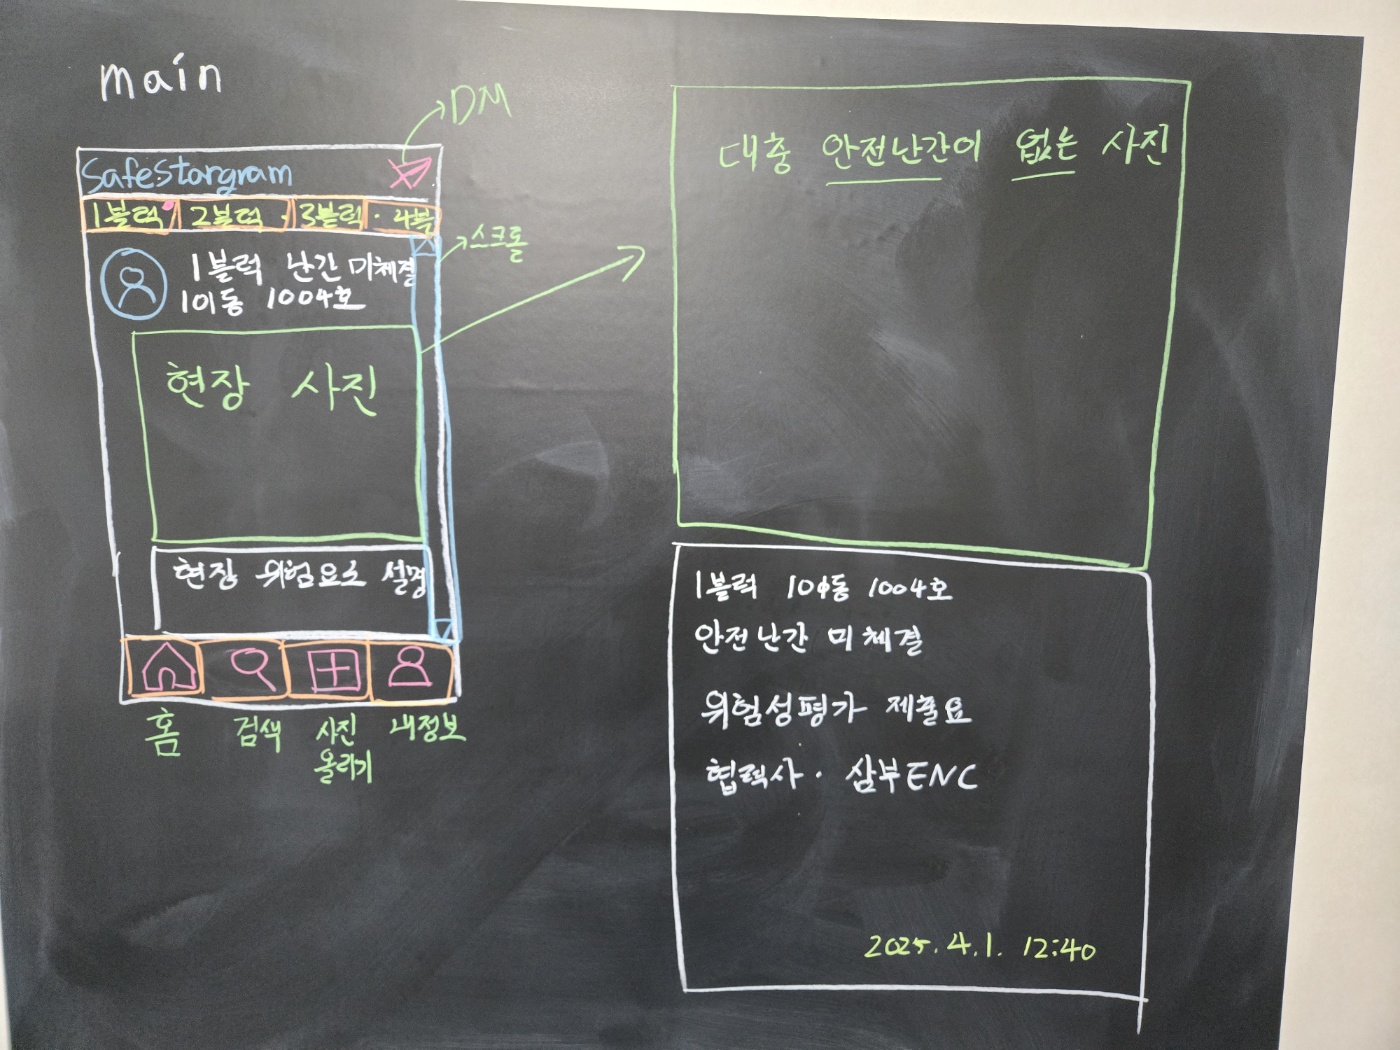 main
DM
Safestargram
1블럭 2블럭 · 3블럭 · 4블
스크롤
1블럭 난간 미체결
101동 1004호
현장 사진
현장 위험요소 설명
홈 검색 사진 올리기 내정보
대충 안전난간이 없는 사진
1블럭 101동 1004호
안전난간 미체결
위험성평가 제출요
협력사 · 삼부ENC
2025.4.1. 12:40